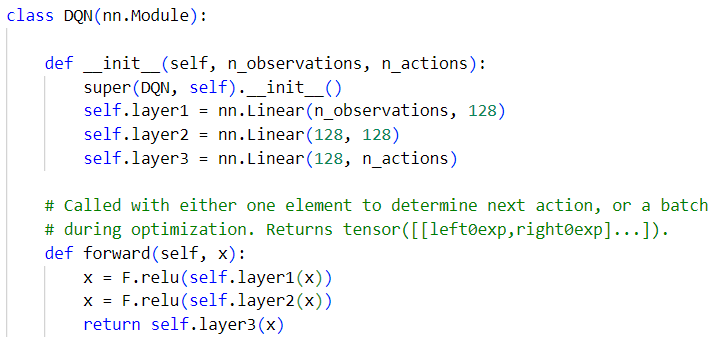 class DQN(nn.Module):
def __init__(self, n_observations, n_actions):
super(DQN, self).__init__()
self.layer1 = nn.Linear(n_observations, 128)
self.layer2 = nn.Linear(128, 128)
self.layer3 = nn.Linear(128, n_actions)
# Called with either one element to determine next action, or a batch
# during optimization. Returns tensor([[left0exp,right0exp]...]).
def forward(self, x):
x = F.relu(self.layer1(x))
x = F.relu(self.layer2(x))
return self.layer3(x)